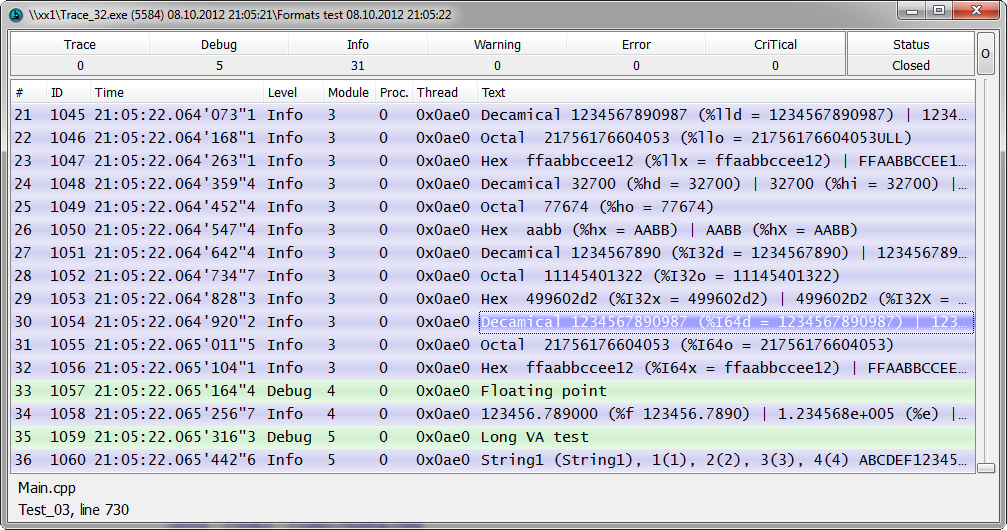 \\xx1\Trace_32.exe (5584) 08.10.2012 21:05:21\Formats test 08.10.2012 21:05:22
Trace Debug Info Warning Error CriTical Status O
0 5 31 0 0 0 Closed
# ID Time Level Module Proc. Thread Text
21 1045 21:05:22.064'073"1 Info 3 0 0x0ae0 Decamical 1234567890987 (%lld = 1234567890987) | 1234...
22 1046 21:05:22.064'168"1 Info 3 0 0x0ae0 Octal 21756176604053 (%llo = 21756176604053ULL)
23 1047 21:05:22.064'263"1 Info 3 0 0x0ae0 Hex ffaabbccee12 (%llx = ffaabbccee12) | FFAABBCCEE1...
24 1048 21:05:22.064'359"4 Info 3 0 0x0ae0 Decamical 32700 (%hd = 32700) | 32700 (%hi = 32700) |...
25 1049 21:05:22.064'452"4 Info 3 0 0x0ae0 Octal 77674 (%ho = 77674)
26 1050 21:05:22.064'547"4 Info 3 0 0x0ae0 Hex aabb (%hx = AABB) | AABB (%hX = AABB)
27 1051 21:05:22.064'642"4 Info 3 0 0x0ae0 Decamical 1234567890 (%I32d = 1234567890) | 123456789...
28 1052 21:05:22.064'734"7 Info 3 0 0x0ae0 Octal 11145401322 (%I32o = 11145401322)
29 1053 21:05:22.064'828"3 Info 3 0 0x0ae0 Hex 499602d2 (%I32x = 499602d2) | 499602D2 (%I32X = ...
30 1054 21:05:22.064'920"2 Info 3 0 0x0ae0 Decamical 1234567890987 (%I64d = 1234567890987) | 123...
31 1055 21:05:22.065'011"5 Info 3 0 0x0ae0 Octal 21756176604053 (%I64o = 21756176604053)
32 1056 21:05:22.065'104"1 Info 3 0 0x0ae0 Hex ffaabbccee12 (%I64x = ffaabbccee12) | FFAABBCCEE...
33 1057 21:05:22.065'164"4 Debug 4 0 0x0ae0 Floating point
34 1058 21:05:22.065'256"7 Info 4 0 0x0ae0 123456.789000 (%f 123456.7890) | 1.234568e+005 (%e) |...
35 1059 21:05:22.065'316"3 Debug 5 0 0x0ae0 Long VA test
36 1060 21:05:22.065'442"6 Info 5 0 0x0ae0 String1 (String1), 1(1), 2(2), 3(3), 4(4) ABCDEF12345...
Main.cpp
Test_03, line 730